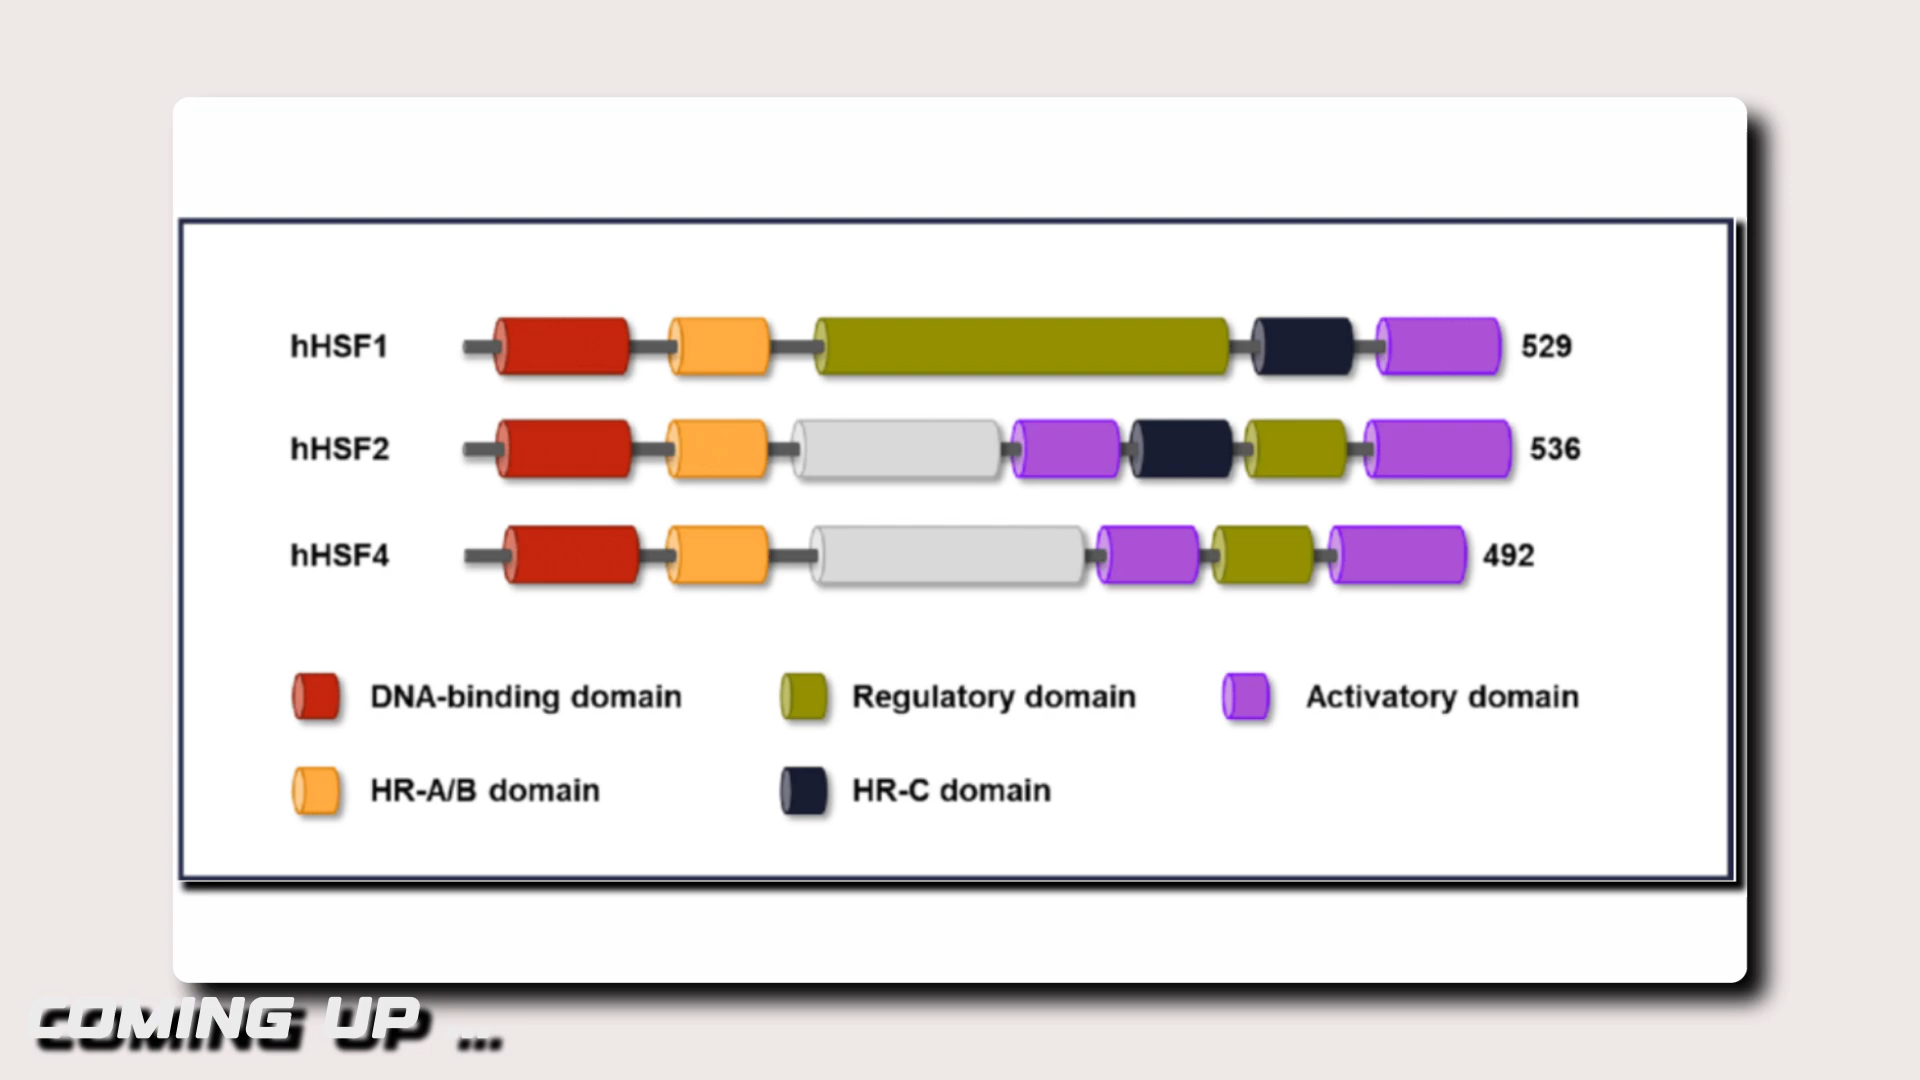 hHSF1 529
hHSF2 536
hHSF4 492
DNA-binding domain Regulatory domain Activatory domain
HR-A/B domain HR-C domain
COMING UP ...